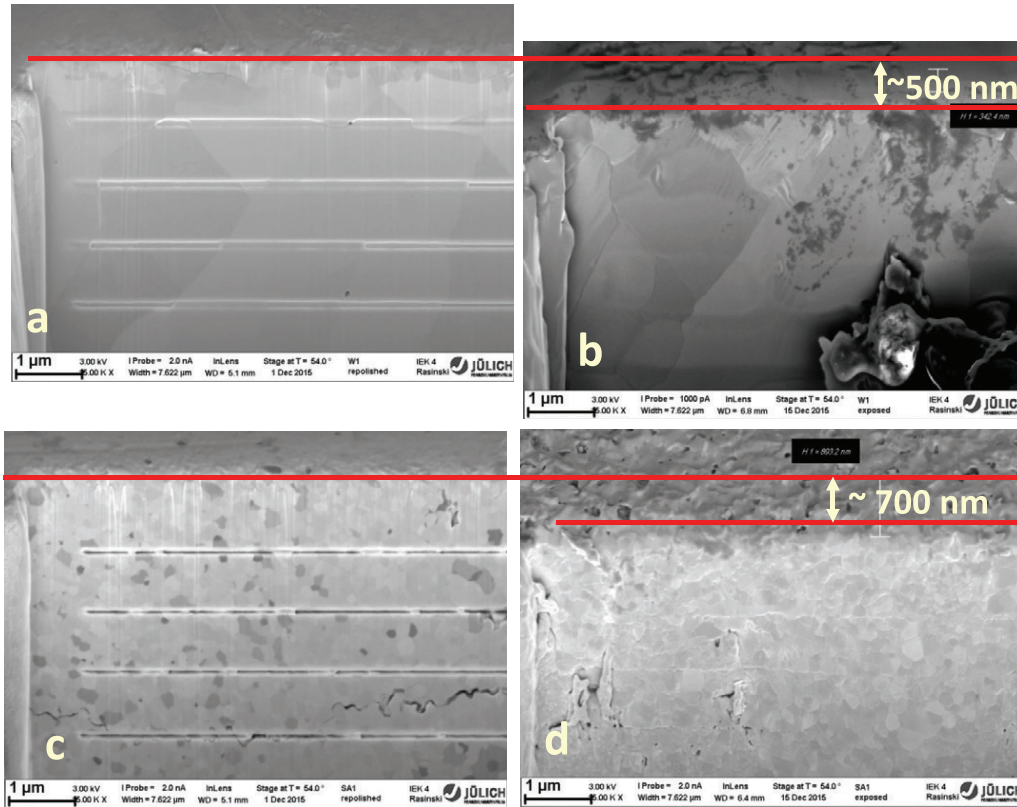 ~500 nm
H 1 = 342.4 nm
a
b
1 µm
3.00 kV
I Probe = 2.0 nA
InLens
Stage at T = 54.0 °
W1
IEK 4
JÜLICH
5.00 K X
Width = 7.622 µm
WD = 5.1 mm
1 Dec 2015
repolished
Rasinski
1 µm
3.00 kV
I Probe = 1000 pA
InLens
Stage at T = 54.0 °
W1
IEK 4
JÜLICH
5.00 K X
Width = 7.622 µm
WD = 6.8 mm
15 Dec 2015
exposed
Rasinski
~ 700 nm
c
d
1 µm
3.00 kV
I Probe = 2.0 nA
InLens
Stage at T = 54.0 °
SA1
IEK 4
JÜLICH
5.00 K X
Width = 7.622 µm
WD = 5.1 mm
1 Dec 2015
repolished
Rasinski
1 µm
3.00 kV
I Probe = 2.0 nA
InLens
Stage at T = 54.0 °
SA1
IEK 4
JÜLICH
5.00 K X
Width = 7.622 µm
WD = 6.4 mm
15 Dec 2015
exposed
Rasinski